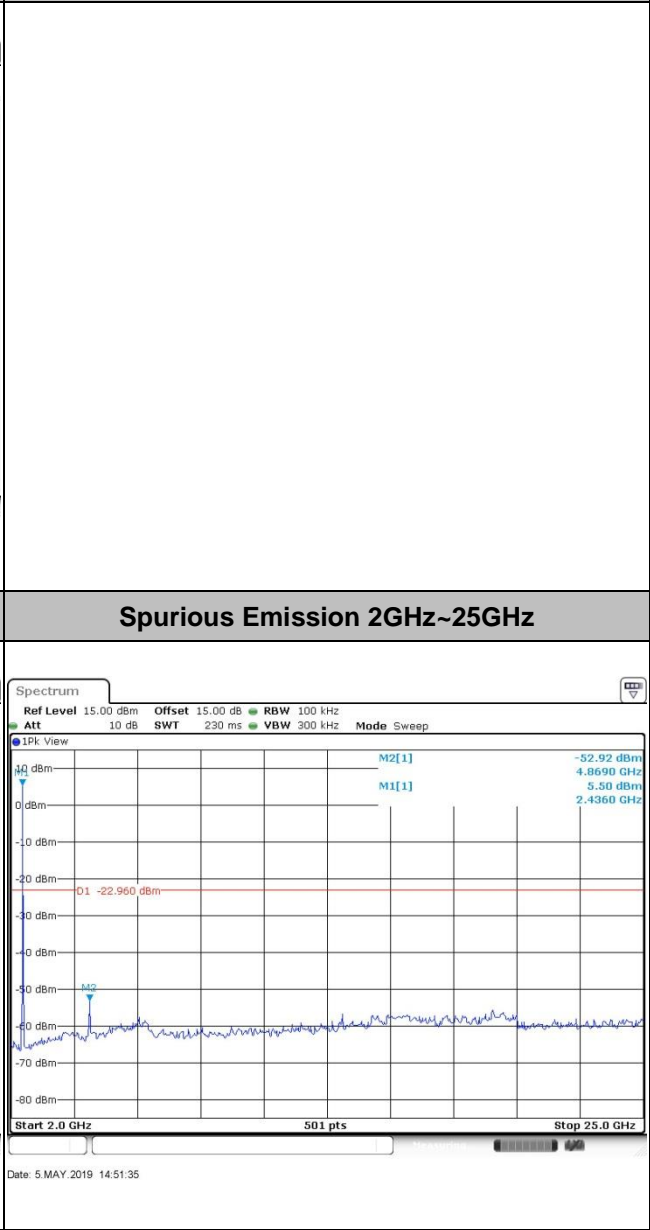 Spurious Emission 2GHz~25GHz
Spectrum
Ref Level 15.00 dBm Offset 15.00 dB RBW 100 kHz
Att 10 dB SWT 230 ms VBW 300 kHz Mode Sweep
1Pk View
M2[1] -52.92 dBm
4.8690 GHz
M1[1] 5.50 dBm
2.4360 GHz
M1
10 dBm
0 dBm
-10 dBm
-20 dBm
D1 -22.960 dBm
-30 dBm
-40 dBm
-50 dBm
M2
-60 dBm
-70 dBm
-80 dBm
Start 2.0 GHz 501 pts Stop 25.0 GHz
Date: 5.MAY.2019 14:51:35